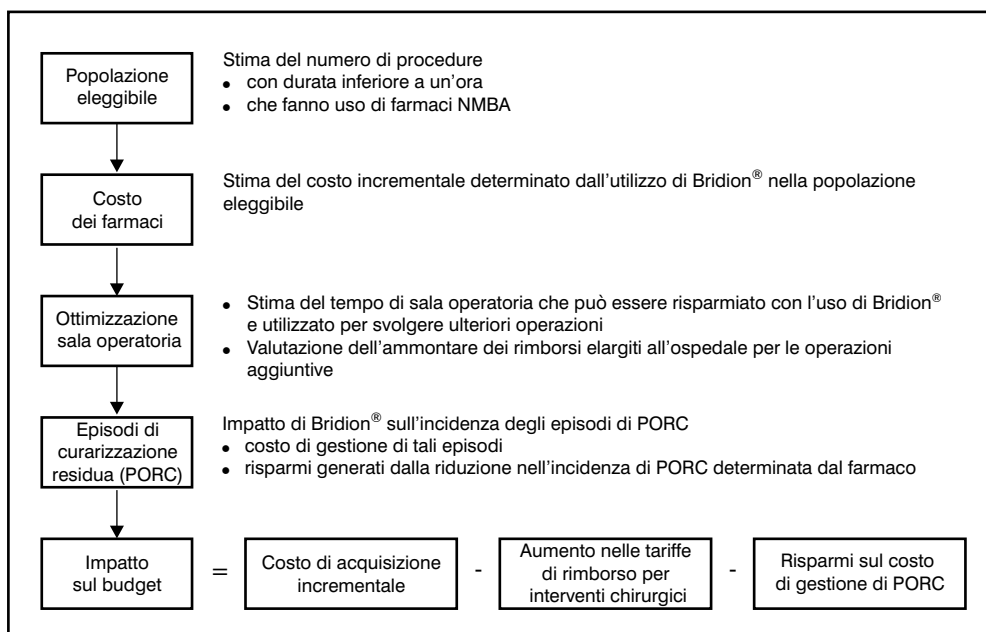 Popolazione
eleggibile
Stima del numero di procedure
• con durata inferiore a un'ora
• che fanno uso di farmaci NMBA
Costo
dei farmaci
Stima del costo incrementale determinato dall'utilizzo di Bridion® nella popolazione
eleggibile
Ottimizzazione
sala operatoria
• Stima del tempo di sala operatoria che può essere risparmiato con l'uso di Bridion®
e utilizzato per svolgere ulteriori operazioni
• Valutazione dell'ammontare dei rimborsi elargiti all'ospedale per le operazioni
aggiuntive
Episodi di
curarizzazione
residua (PORC)
Impatto di Bridion® sull'incidenza degli episodi di PORC
• costo di gestione di tali episodi
• risparmi generati dalla riduzione nell'incidenza di PORC determinata dal farmaco
Impatto
sul budget
=
Costo di acquisizione
incrementale
-
Aumento nelle tariffe
di rimborso per
interventi chirurgici
-
Risparmi sul costo
di gestione di PORC